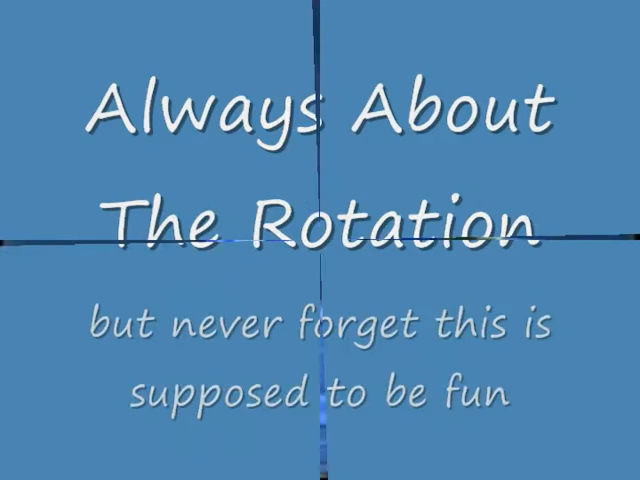 Always About
The Rotation
but never forget this is
supposed to be fun